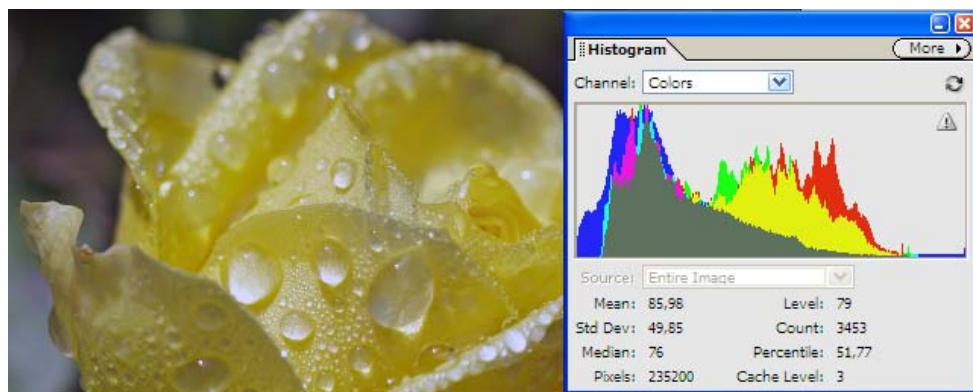 Histogram
More
Channel: Colors
Source: Entire Image
Mean: 85,98 Level: 79
Std Dev: 49,85 Count: 3453
Median: 76 Percentile: 51,77
Pixels: 235200 Cache Level: 3